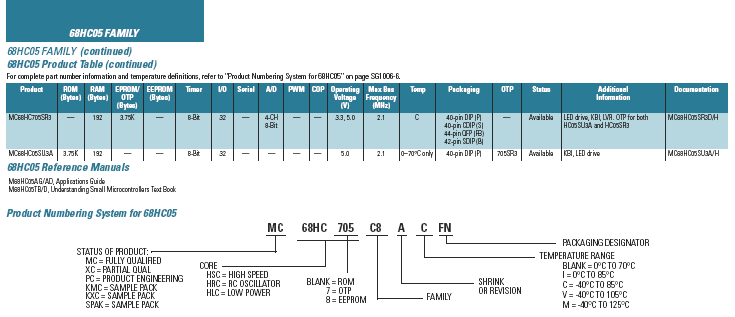 68HC05 FAMILY
68HC05 FAMILY (continued)
68HC05 Product Table (continued)
For complete part number information and temperature definitions, refer to "Product Numbering System for 68HC05" on page SG1006-6.
Product ROM (Bytes) RAM (Bytes) EPROM/ OTP (Bytes) EEPROM (Bytes) Timer I/O Serial A/D PWM COP Operating Voltage (V) Max Bus Frequency (MHz) Temp Packaging OTP Status Additional Information Documentation
MC68HC705SR3 — 192 3.75K — 8-Bit 32 — 4-CH — — 3.3, 5.0 2.1 C 40-pin DIP (P) — Available LED drive, KBI, LVR. OTP for both MC68HC05SR3D/H
8-Bit 40-pin CDIP (S) HC05SU3A and HC05SR3
44-pin QFP (FB)
42-pin SDIP (B)
MC68HC05SU3A 3.75K 192 — — 8-Bit 32 — — — — 5.0 2.1 0–70°C only 40-pin DIP (P) 705SR3 Available KBI, LED drive MC68HC05SU3A/H
68HC05 Reference Manuals
M68HC05AG/AD, Applications Guide
M68HC05TB/D, Understanding Small Microcontrollers Text Book
Product Numbering System for 68HC05
MC 68HC 705 C8 A C FN
STATUS OF PRODUCT:
MC = FULLY QUALIFIED
XC = PARTIAL QUAL
PC = PRODUCT ENGINEERING
KMC = SAMPLE PACK
KXC = SAMPLE PACK
SPAK = SAMPLE PACK
CORE
HSC = HIGH SPEED
HRC = RC OSCILLATOR
HLC = LOW POWER
BLANK = ROM
7 = OTP
8 = EEPROM
FAMILY
SHRINK
OR REVISION
PACKAGING DESIGNATOR
TEMPERATURE RANGE
BLANK = 0°C TO 70°C
I = 0°C TO 85°C
C = -40°C TO 85°C
V = -40°C TO 105°C
M = -40°C TO 125°C